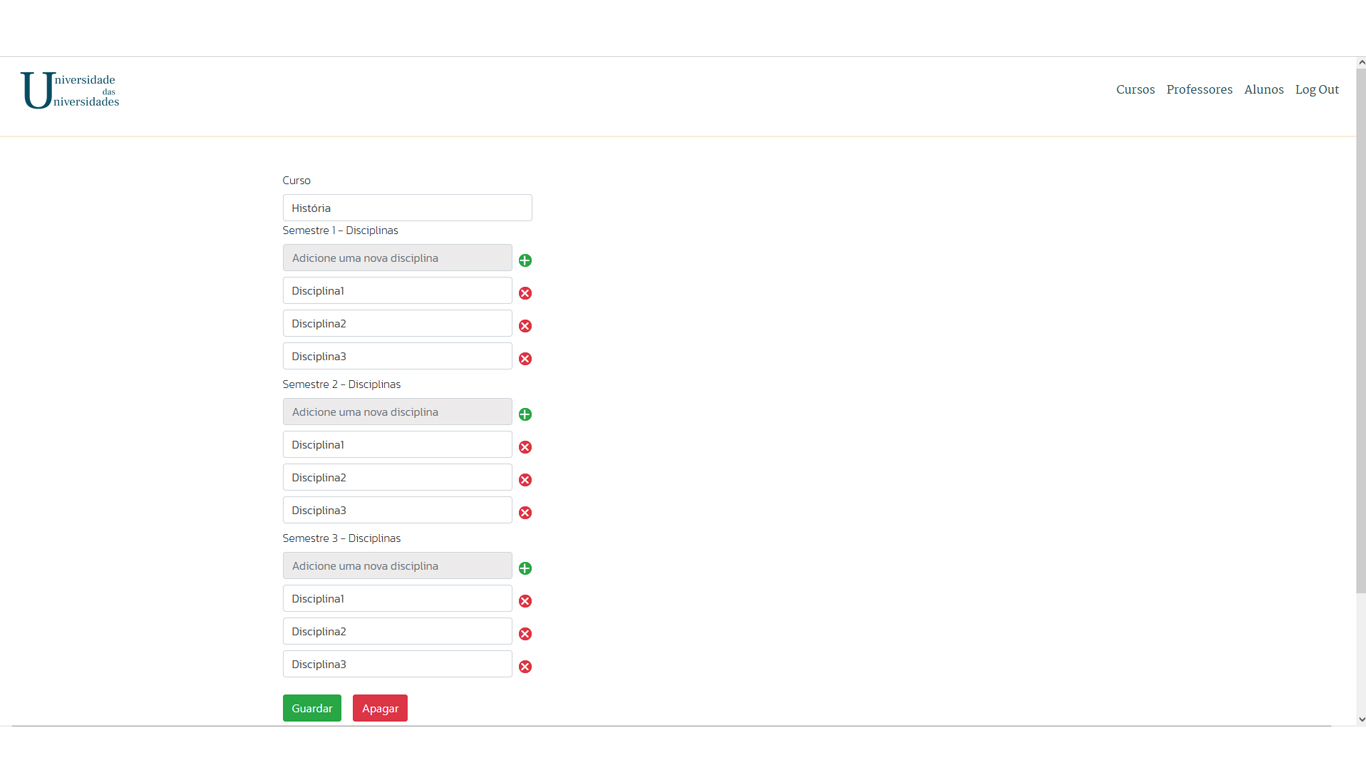 Universidade
das
Universidades
Cursos Professores Alunos Log Out
Curso
História
Semestre 1 - Disciplinas
Adicione uma nova disciplina
Disciplina1
Disciplina2
Disciplina3
Semestre 2 - Disciplinas
Adicione uma nova disciplina
Disciplina1
Disciplina2
Disciplina3
Semestre 3 - Disciplinas
Adicione uma nova disciplina
Disciplina1
Disciplina2
Disciplina3
Guardar Apagar